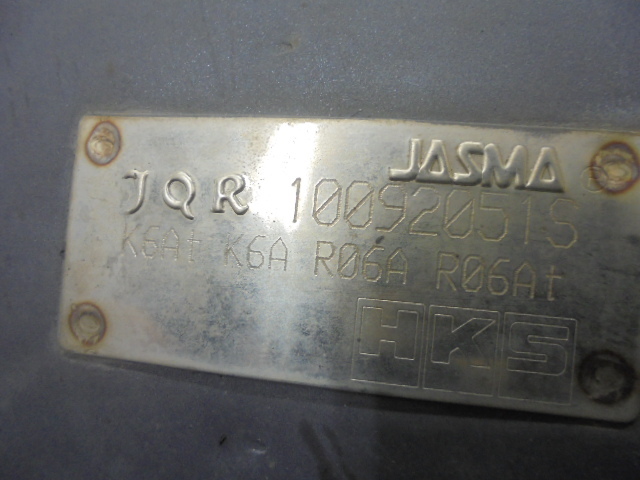 JASMA
JQR 10092051S
K6At K6A R06A R06At
HKS